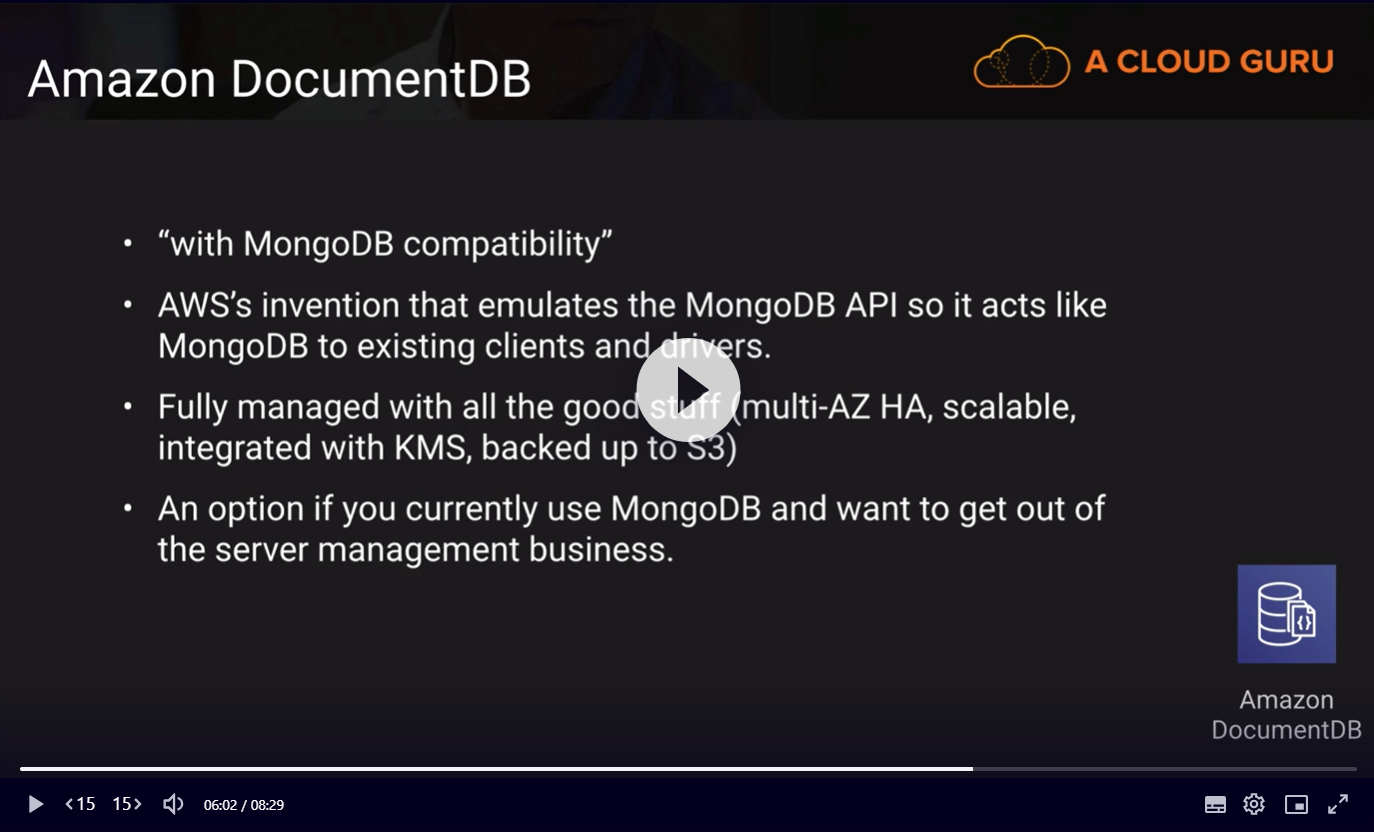 Amazon DocumentDB
A CLOUD GURU
• “with MongoDB compatibility”
• AWS’s invention that emulates the MongoDB API so it acts like
MongoDB to existing clients and drivers.
• Fully managed with all the good stuff (multi-AZ HA, scalable,
integrated with KMS, backed up to S3)
• An option if you currently use MongoDB and want to get out of
the server management business.
Amazon
DocumentDB
<15 15> 06:02 / 08:29